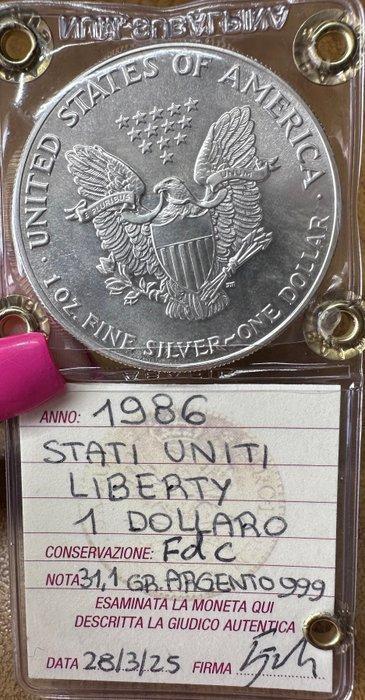 NUM. SUBALPINA
UNITED STATES OF AMERICA
E PLURIBUS UNUM
1 OZ. FINE SILVER~ONE DOLLAR
ANNO: 1986
STATI UNITI
LIBERTY
1 DOLLARO
CONSERVAZIONE: FdC
NOTA 31,1 GR. ARGENTO 999
ESAMINATA LA MONETA QUI
DESCRITTA LA GIUDICO AUTENTICA
DATA 28/3/25 FIRMA